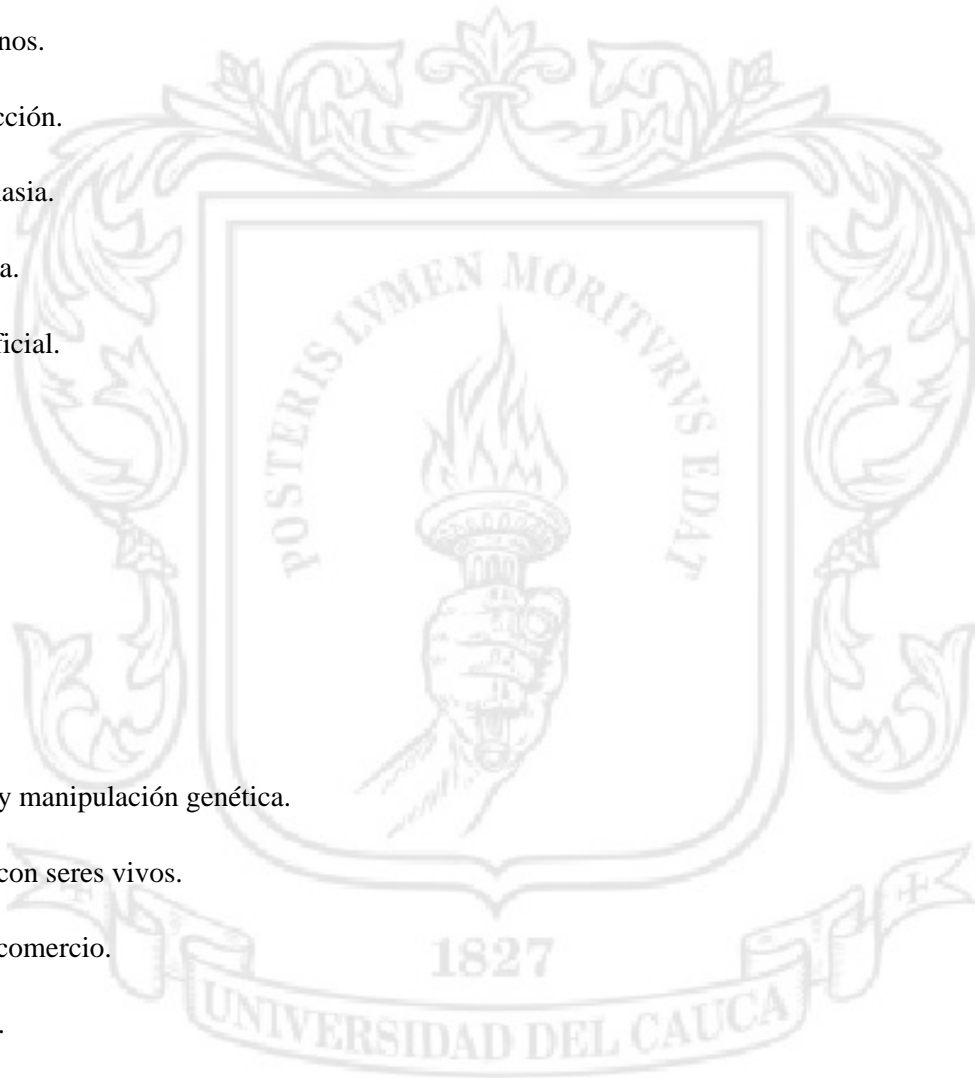 nos.
cción.
asia.
a.
ficial.
POSTERIS LVMEN MORITVRVS EDAT
y manipulación genética.
con seres vivos.
comercio.
.
1827
UNIVERSIDAD DEL CAUCA